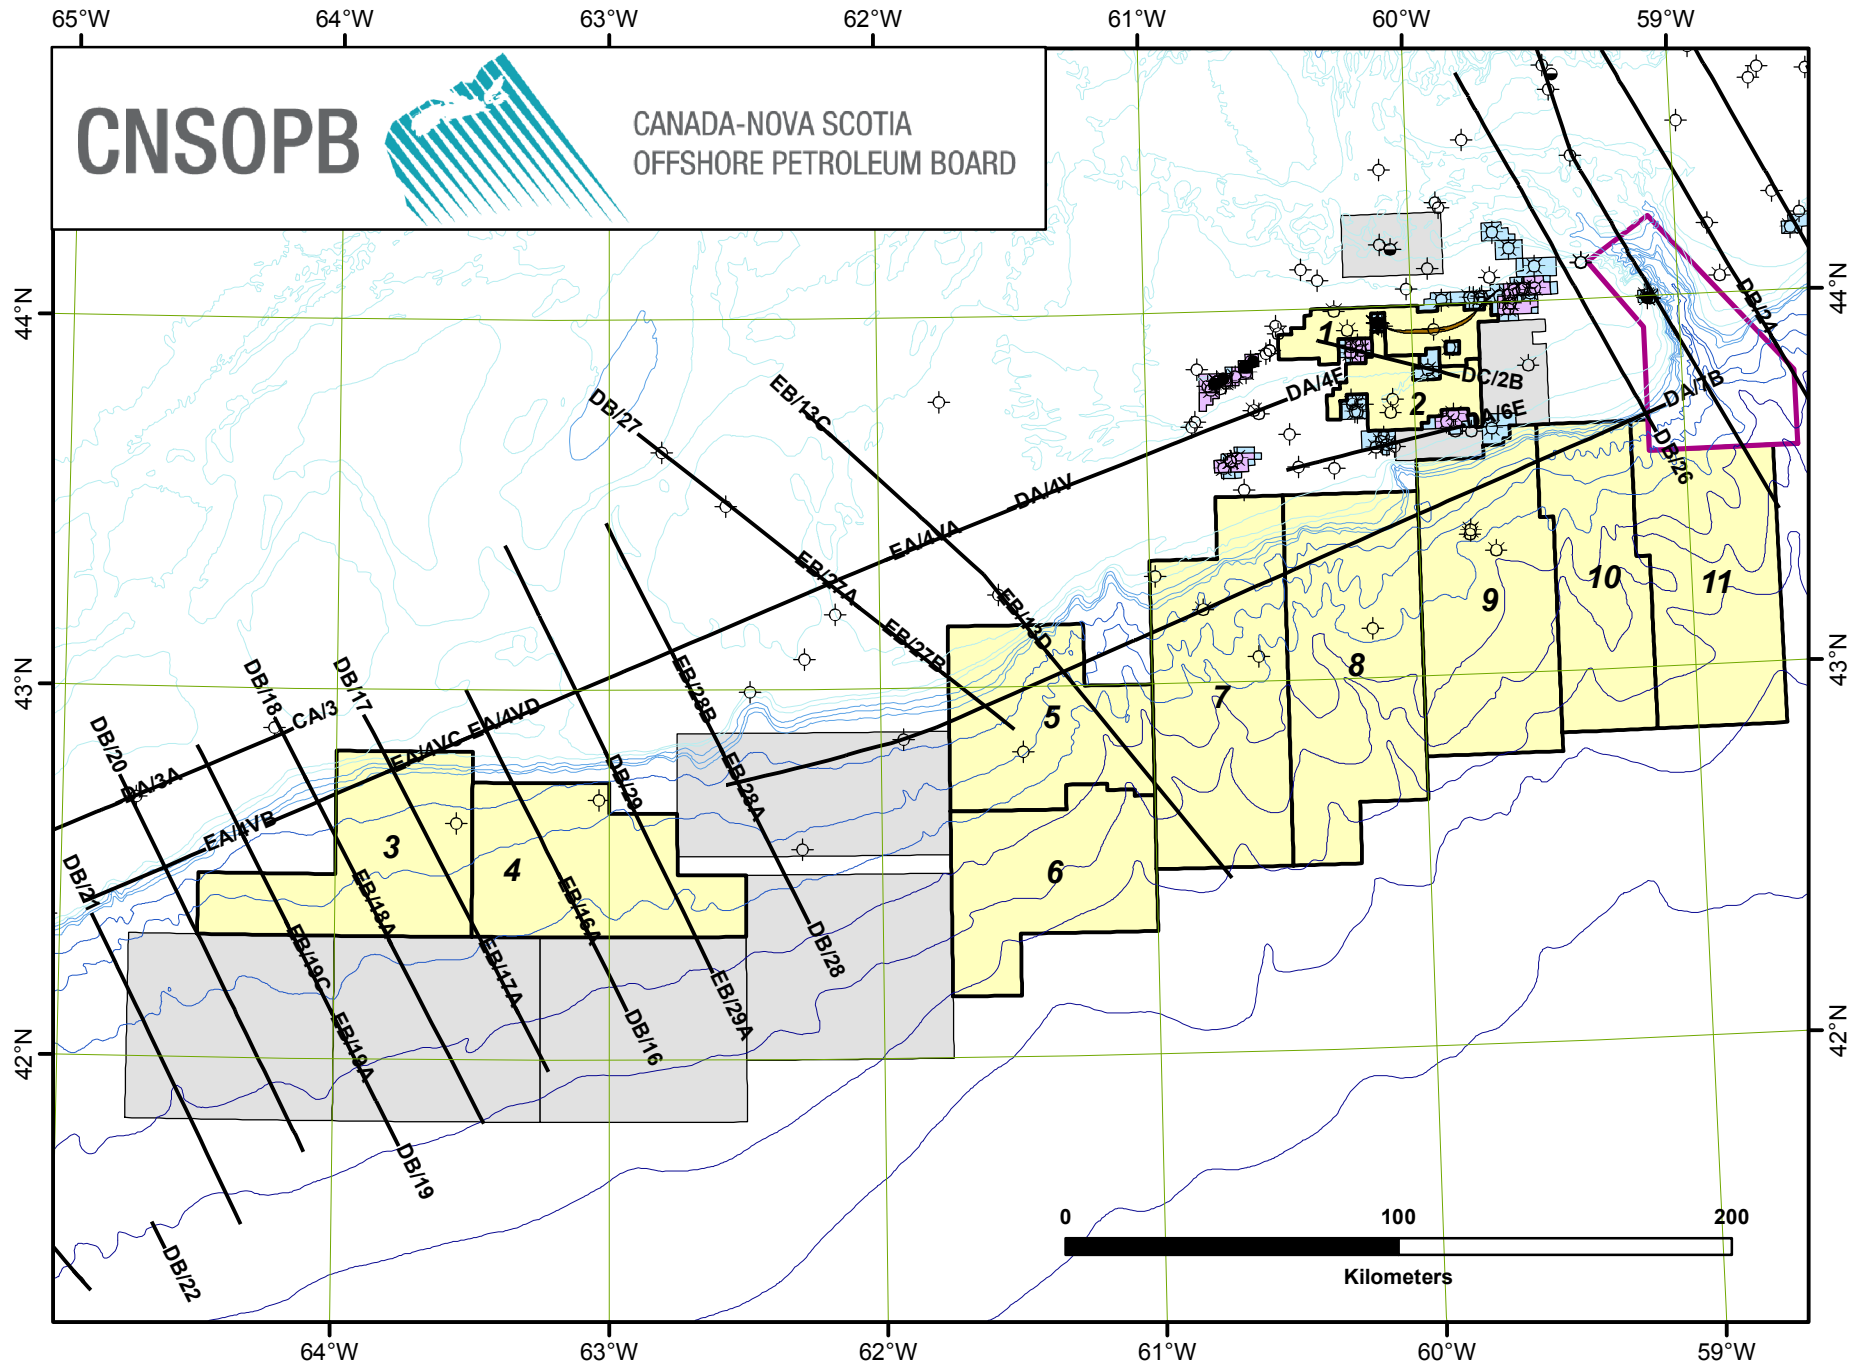 65°W 64°W 63°W 62°W 61°W 60°W 59°W
CNSOPB
CANADA-NOVA SCOTIA
OFFSHORE PETROLEUM BOARD
44°N
44°N
43°N
43°N
42°N
42°N
DB/24
1
DA/4E
DC/2B
2
DA/6E
DA/7B
DB/26
EB/13C
DB/27
DA/4V
EA/4VA
EB/27A
EB/13D
EB/27B
9
10
11
8
7
5
6
EB/28B
DB/17
DB/18
CA/3
EA/4VD
EA/4VC
DB/20
DA/3A
EA/4VB
DB/29
EB/28A
3
4
DB/21
EB/18A
EB/16A
DB/28
EB/19C
EB/17A
EB/29A
DB/16
EB/19A
DB/19
DB/22
0 100 200
Kilometers
64°W 63°W 62°W 61°W 60°W 59°W